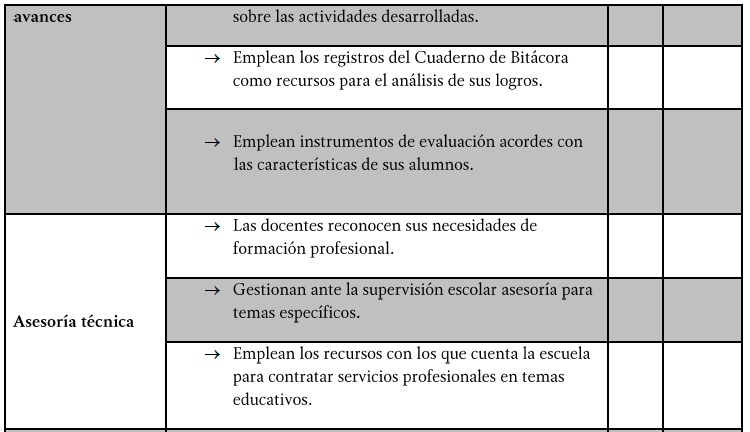 avances
sobre las actividades desarrolladas.
→ Emplean los registros del Cuaderno de Bitácora
como recursos para el análisis de sus logros.
→ Emplean instrumentos de evaluación acordes con
las características de sus alumnos.
Asesoría técnica
→ Las docentes reconocen sus necesidades de
formación profesional.
→ Gestionan ante la supervisión escolar asesoría para
temas específicos.
→ Emplean los recursos con los que cuenta la escuela
para contratar servicios profesionales en temas
educativos.